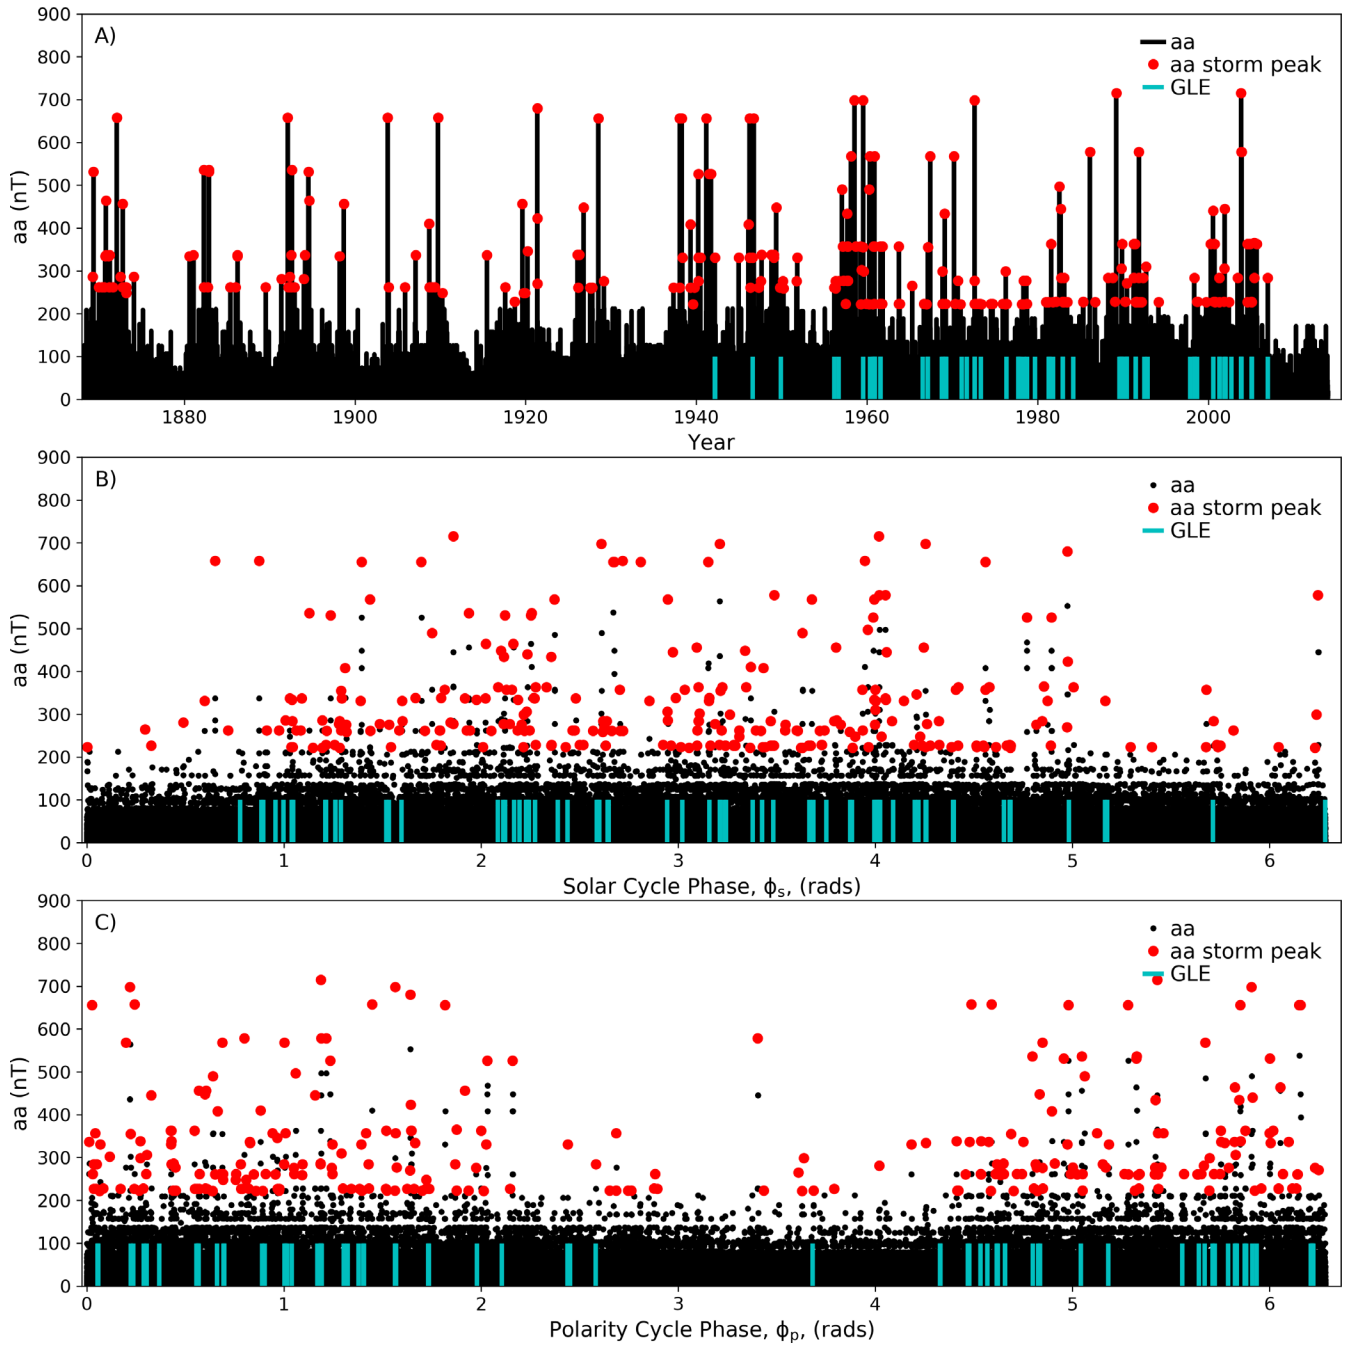 A)
aa
aa storm peak
GLE
900
800
700
600
500
400
300
200
100
0
aa (nT)
1880 1900 1920 1940 1960 1980 2000
Year
B)
aa
aa storm peak
GLE
900
800
700
600
500
400
300
200
100
0
aa (nT)
0 1 2 3 4 5 6
Solar Cycle Phase, ϕs, (rads)
C)
aa
aa storm peak
GLE
900
800
700
600
500
400
300
200
100
0
aa (nT)
0 1 2 3 4 5 6
Polarity Cycle Phase, ϕp, (rads)